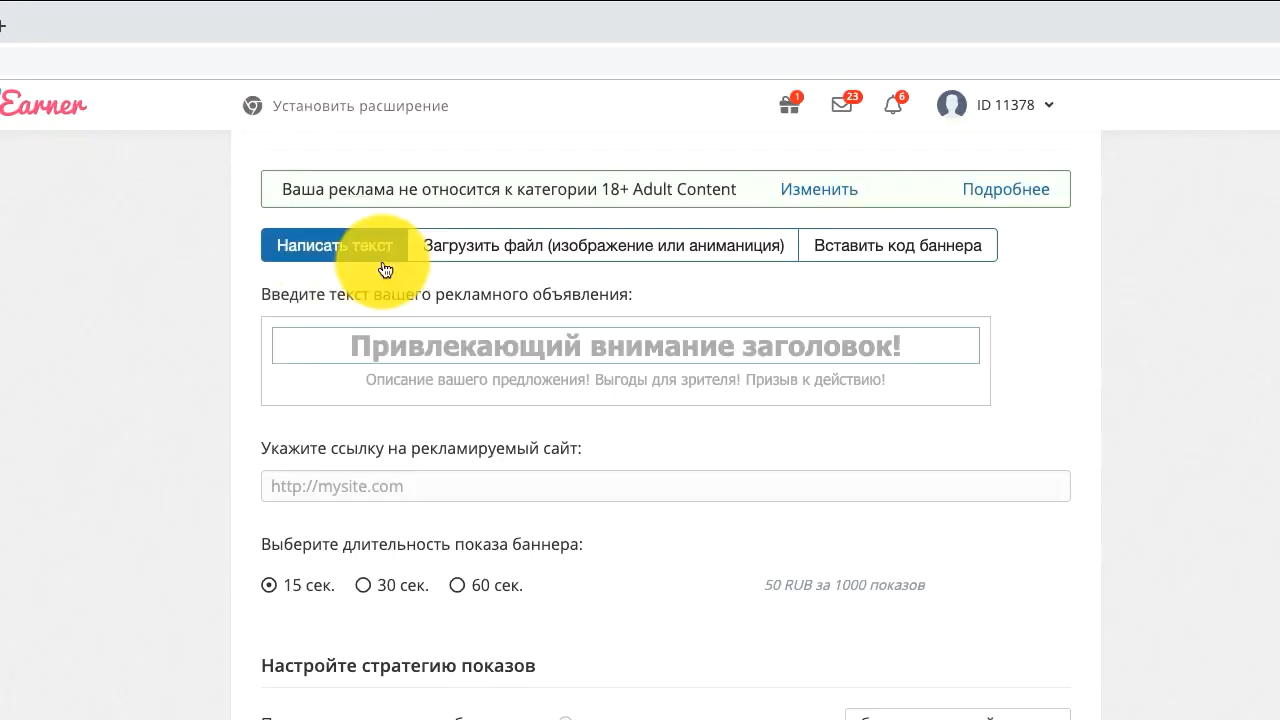 Earner
Установить расширение
1
23
6
ID 11378
Ваша реклама не относится к категории 18+ Adult Content
Изменить
Подробнее
Написать текст
Загрузить файл (изображение или аниманиция)
Вставить код баннера
Введите текст вашего рекламного объявления:
Привлекающий внимание заголовок!
Описание вашего предложения! Выгоды для зрителя! Призыв к действию!
Укажите ссылку на рекламируемый сайт:
http://mysite.com
Выберите длительность показа баннера:
15 сек.
30 сек.
60 сек.
50 RUB за 1000 показов
Настройте стратегию показов